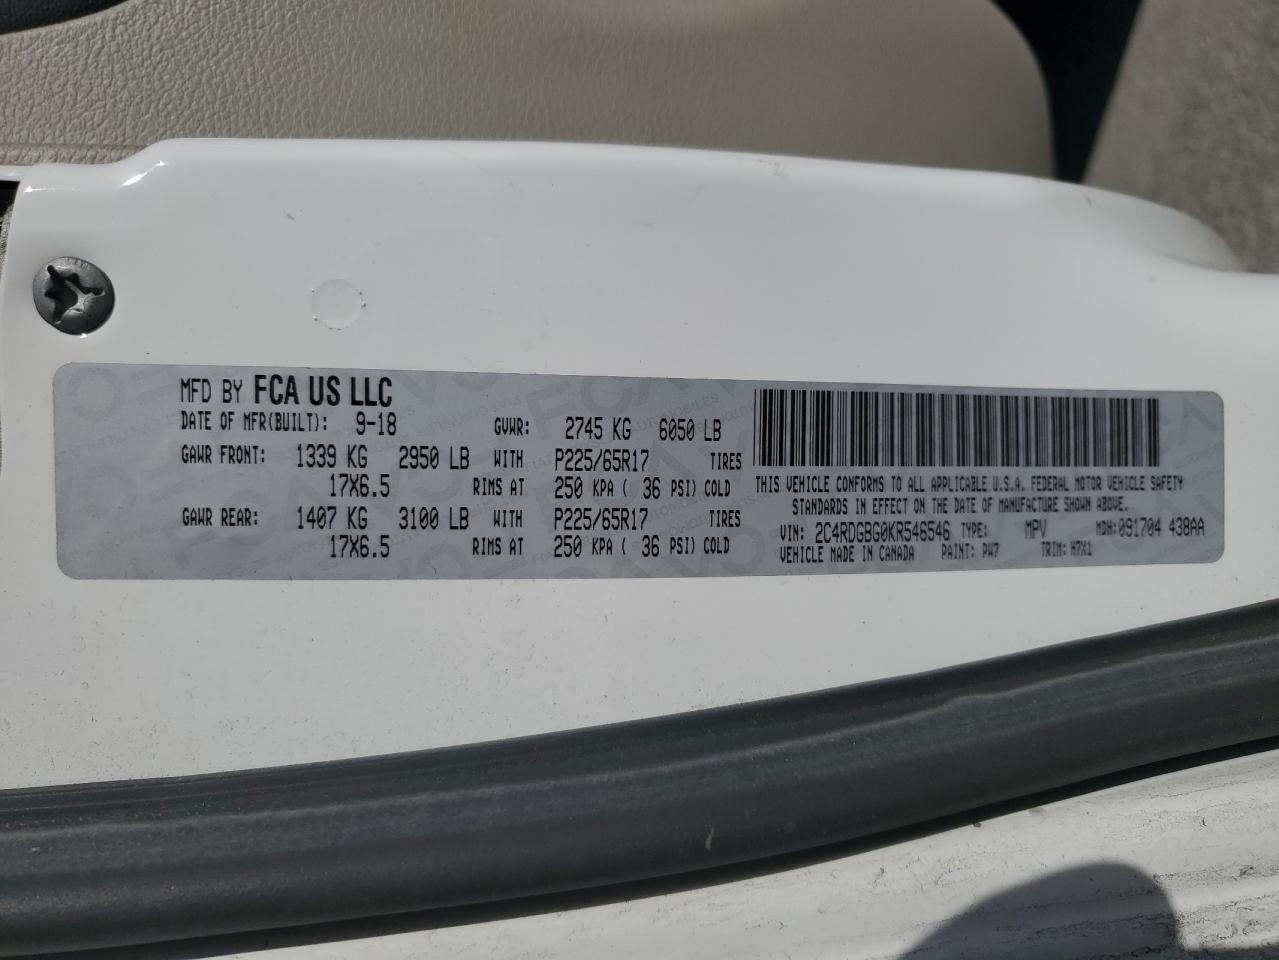 MFD BY FCA US LLC
DATE OF MFR(BUILT): 9-18 GVWR: 2745 KG 6050 LB
GAWR FRONT: 1339 KG 2950 LB WITH P225/65R17 TIRES
17X6.5 RIMS AT 250 KPA ( 36 PSI) COLD
GAWR REAR: 1407 KG 3100 LB WITH P225/65R17 TIRES
17X6.5 RIMS AT 250 KPA ( 36 PSI) COLD
THIS VEHICLE CONFORMS TO ALL APPLICABLE U.S.A. FEDERAL MOTOR VEHICLE SAFETY
STANDARDS IN EFFECT ON THE DATE OF MANUFACTURE SHOWN ABOVE.
VIN: 2C4RDGBG0KR546546 TYPE: MPV MDH:091704 438AA
VEHICLE MADE IN CANADA PAINT: PW7 TRIM: H7X1